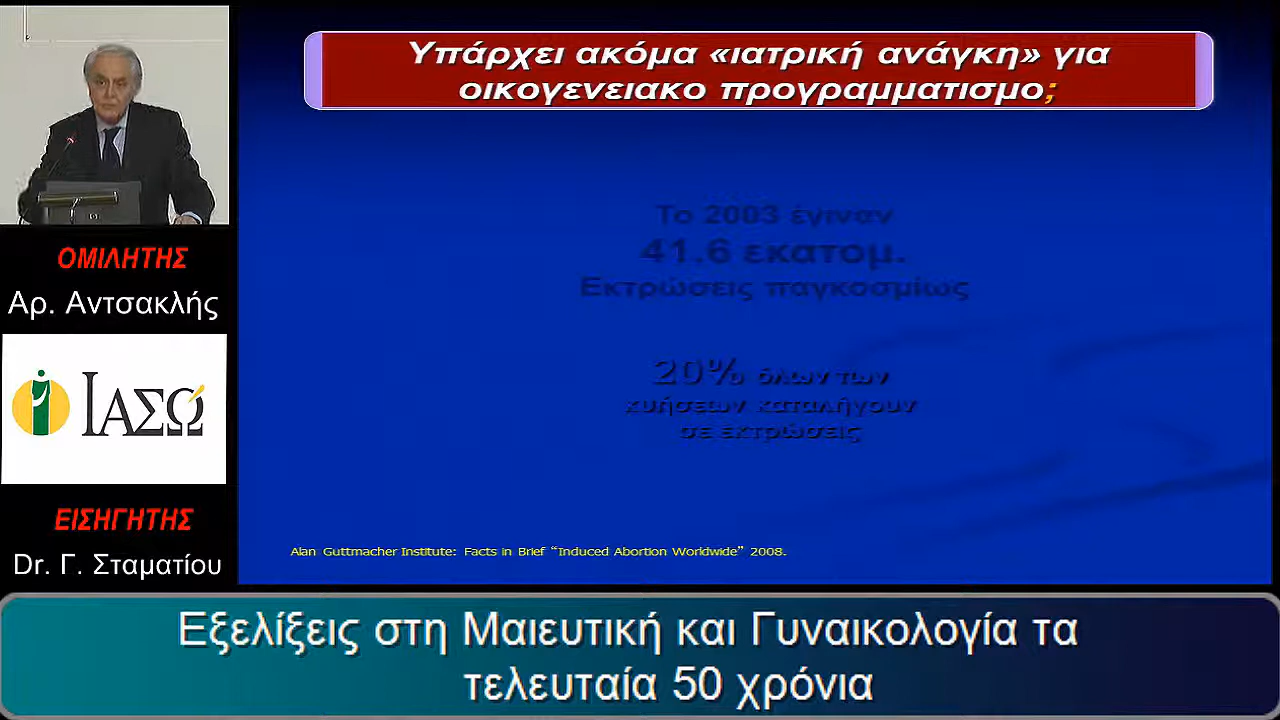 Υπάρχει ακόμα «ιατρική ανάγκη» για
οικογενειακο προγραμματισμο;
Το 2003 έγιναν
41.6 εκατομ.
Εκτρώσεις παγκοσμίως
20% όλων των
κυήσεων καταλήγουν
σε εκτρώσεις
Alan Guttmacher Institute: Facts in Brief “Induced Abortion Worldwide” 2008.
ΟΜΙΛΗΤΗΣ
Αρ. Αντσακλής
ΙΑΣΩ
ΕΙΣΗΓΗΤΗΣ
Dr. Γ. Σταματίου
Εξελίξεις στη Μαιευτική και Γυναικολογία τα
τελευταία 50 χρόνια